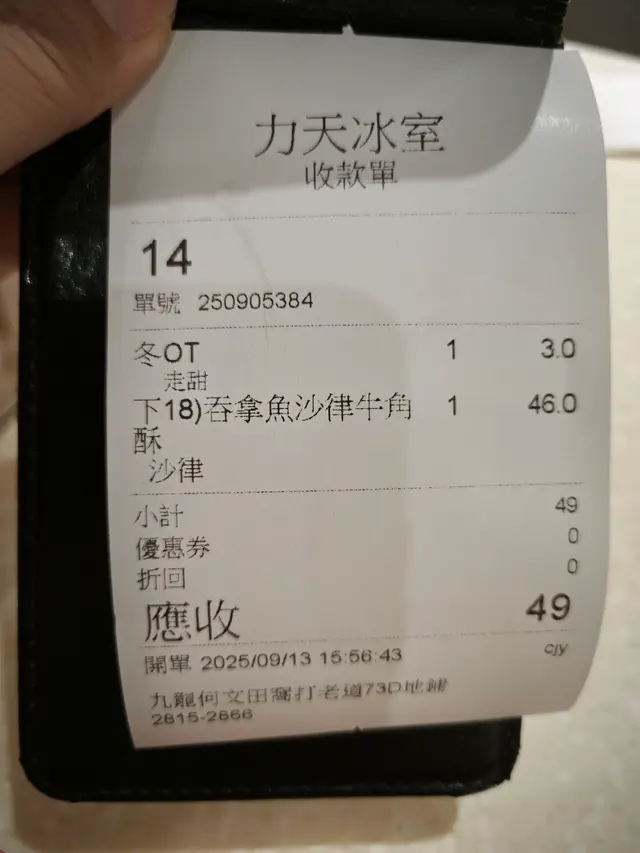 力天冰室
收款單
14
單號 250905384
冬OT 1 3.0
走甜
下18)吞拿魚沙律牛角 1 46.0
酥
沙律
小計 49
優惠券 0
折回 0
應收 49
開單 2025/09/13 15:56:43 cjy
九龍何文田窩打老道73D地鋪
2815-2866